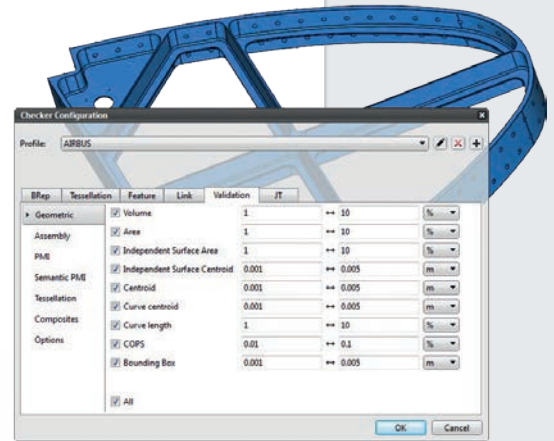 Checker Configuration
Profile: AIRBUS
BRep Tessellation Feature Link Validation JT
Geometric
Assembly
PMI
Semantic PMI
Tessellation
Composites
Options
Volume 1 ↔ 10 %
Area 1 ↔ 10 %
Independent Surface Area 1 ↔ 10 %
Independent Surface Centroid 0.001 ↔ 0.005 m
Centroid 0.001 ↔ 0.005 m
Curve centroid 0.001 ↔ 0.005 m
Curve length 1 ↔ 10 %
COPS 0.01 ↔ 0.1 %
Bounding Box 0.001 ↔ 0.005 m
All
OK Cancel